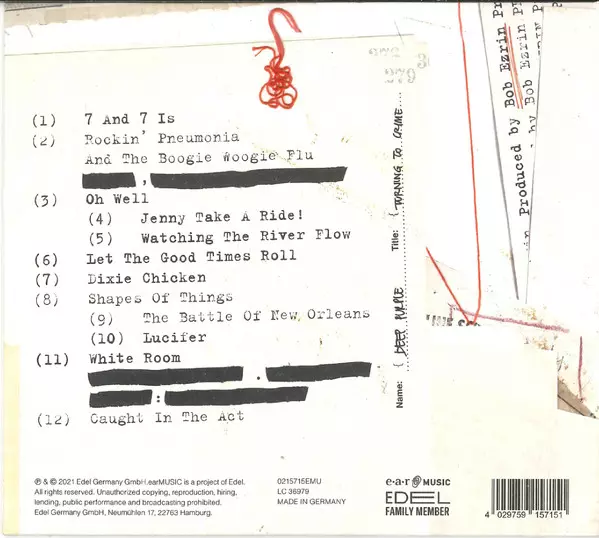 (1) 7 And 7 Is
(2) Rockin' Pneumonia
And The Boogie Woogie Flu
(3) Oh Well
(4) Jenny Take A Ride!
(5) Watching The River Flow
(6) Let The Good Times Roll
(7) Dixie Chicken
(8) Shapes Of Things
(9) The Battle Of New Orleans
(10) Lucifer
(11) White Room
(12) Caught In The Act
Name: DEEP PURPLE Title: TURNING TO CRIME
Produced by Bob Ezrin
by Bob Ezrin
℗ & © 2021 Edel Germany GmbH.earMUSIC is a project of Edel.
All rights reserved. Unauthorized copying, reproduction, hiring,
lending, public performance and broadcasting prohibited.
Edel Germany GmbH, Neumühlen 17, 22763 Hamburg.
0215715EMU
LC 36979
MADE IN GERMANY
e·a·r MUSIC
EDEL
FAMILY MEMBER
4 029759 157151